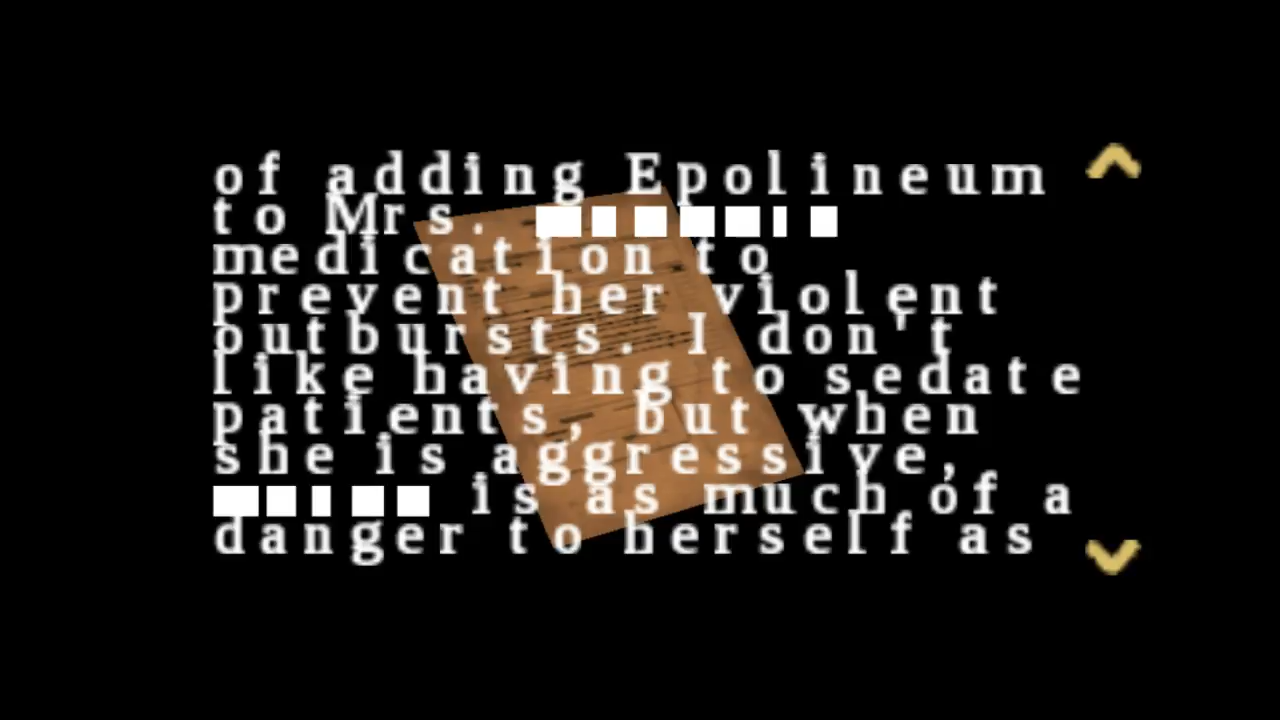 of adding Epolineum
to Mrs.
medication to
prevent her violent
outbursts. I don't
like having to sedate
patients, but when
she is aggressive,
is as much of a
danger to herself as